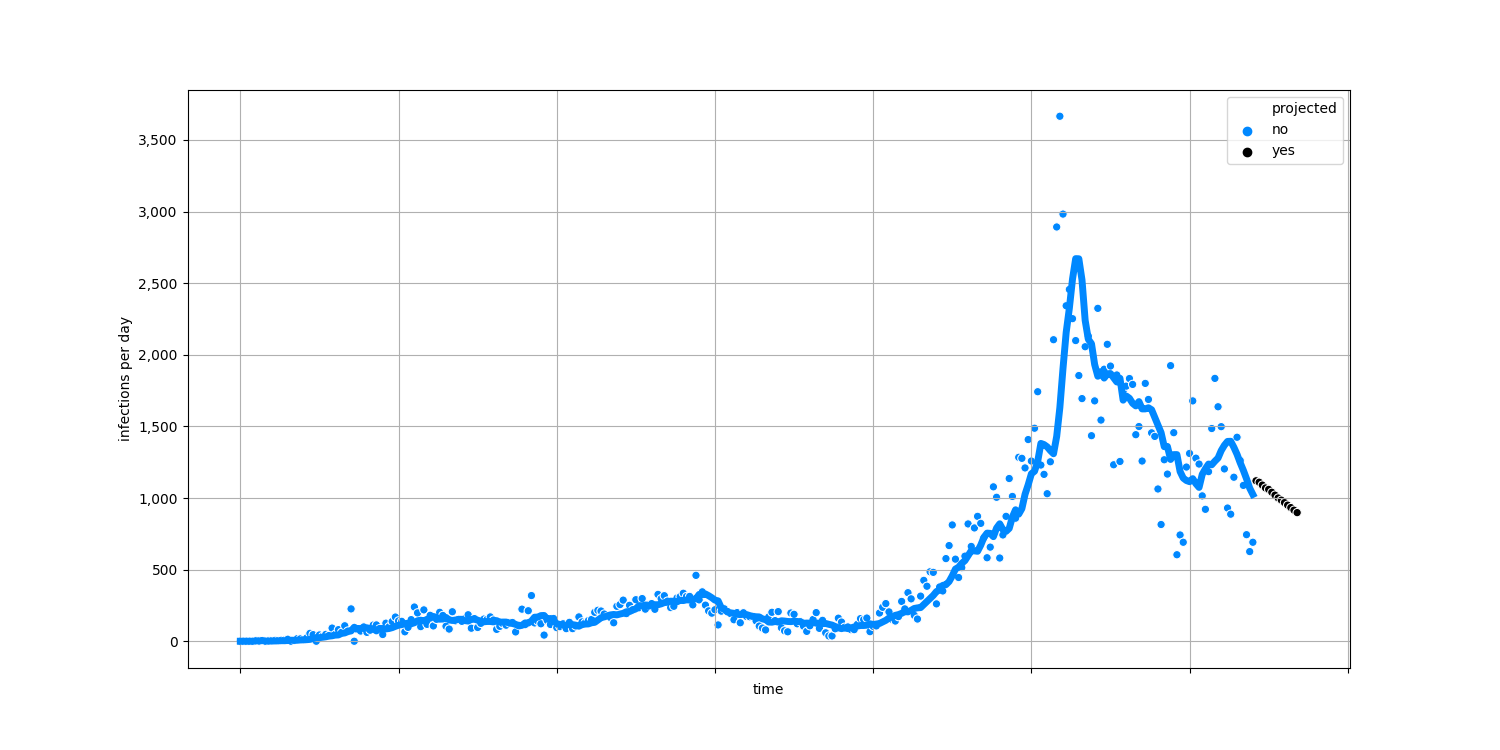 projected
no
yes
3,500
3,000
2,500
2,000
1,500
1,000
500
0
infections per day
time